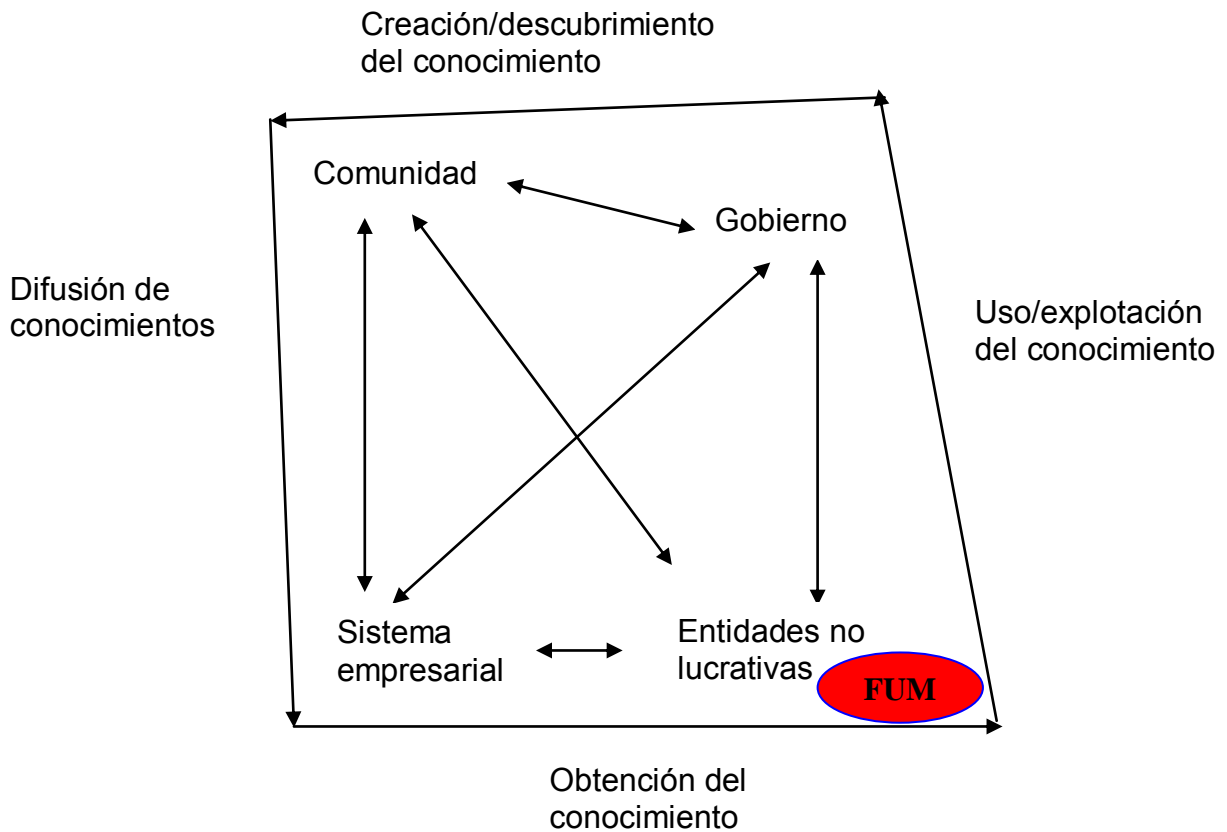 Creación/descubrimiento
del conocimiento
Comunidad
Gobierno
Difusión de
conocimientos
Uso/explotación
del conocimiento
Sistema
empresarial
Entidades no
lucrativas
FUM
Obtención del
conocimiento